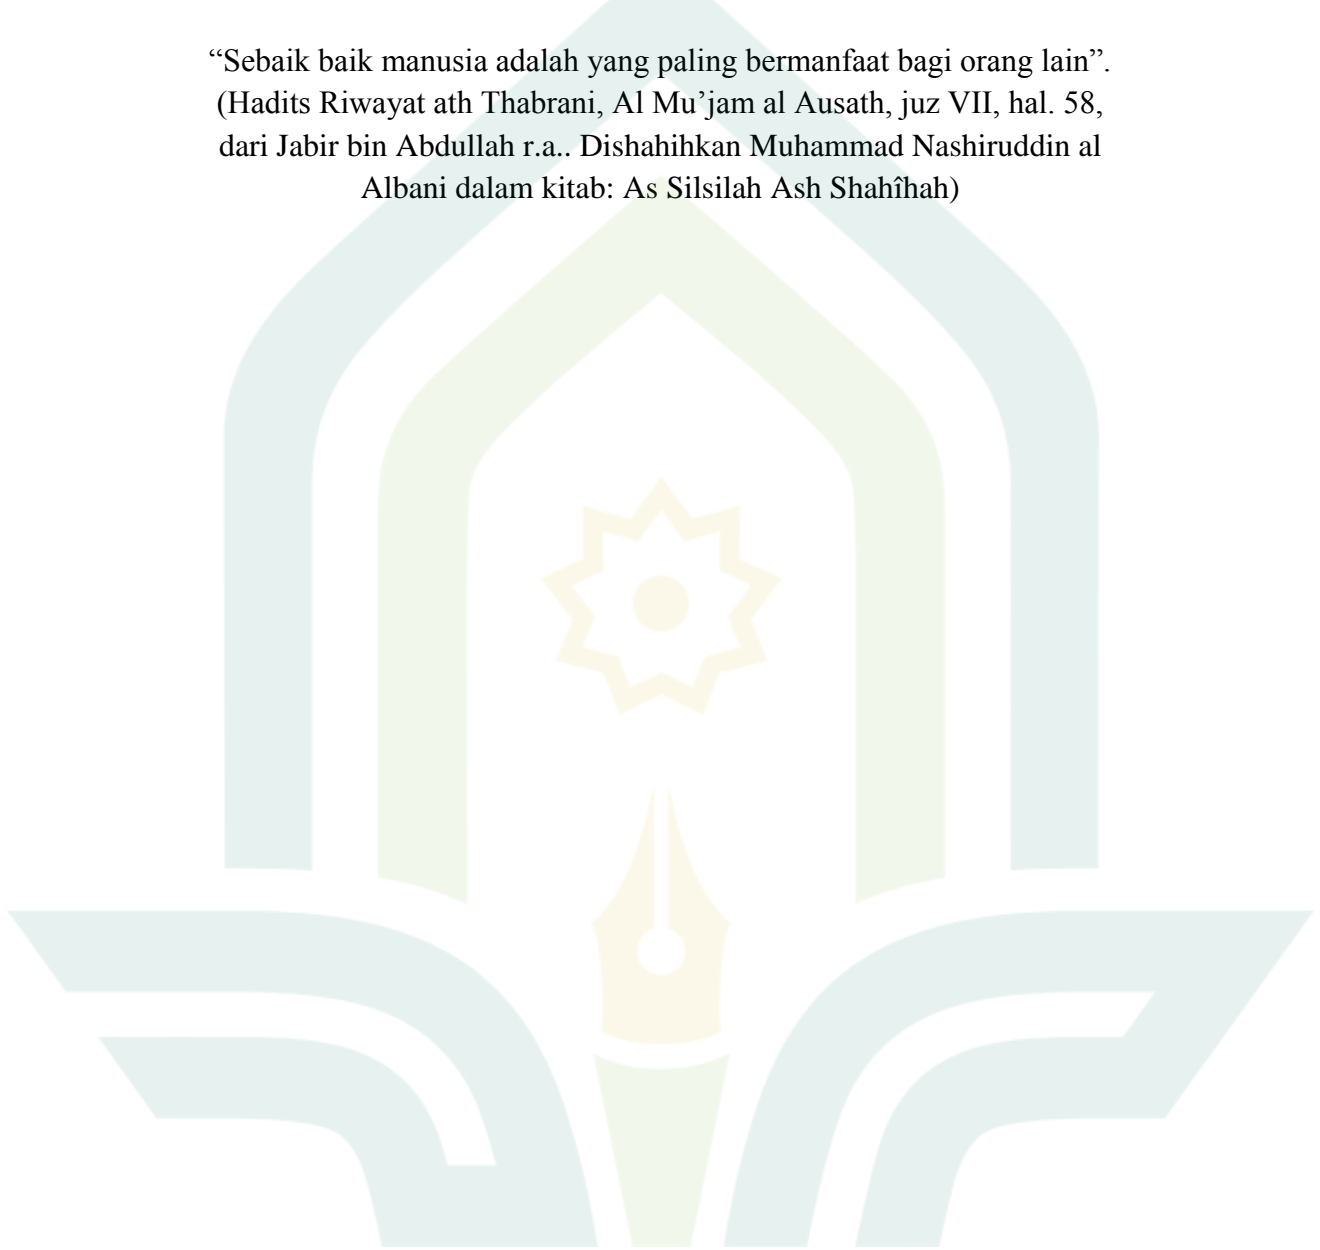 “Sebaik baik manusia adalah yang paling bermanfaat bagi orang lain”.
(Hadits Riwayat ath Thabrani, Al Mu’jam al Ausath, juz VII, hal. 58,
dari Jabir bin Abdullah r.a.. Dishahihkan Muhammad Nashiruddin al
Albani dalam kitab: As Silsilah Ash Shahîhah)